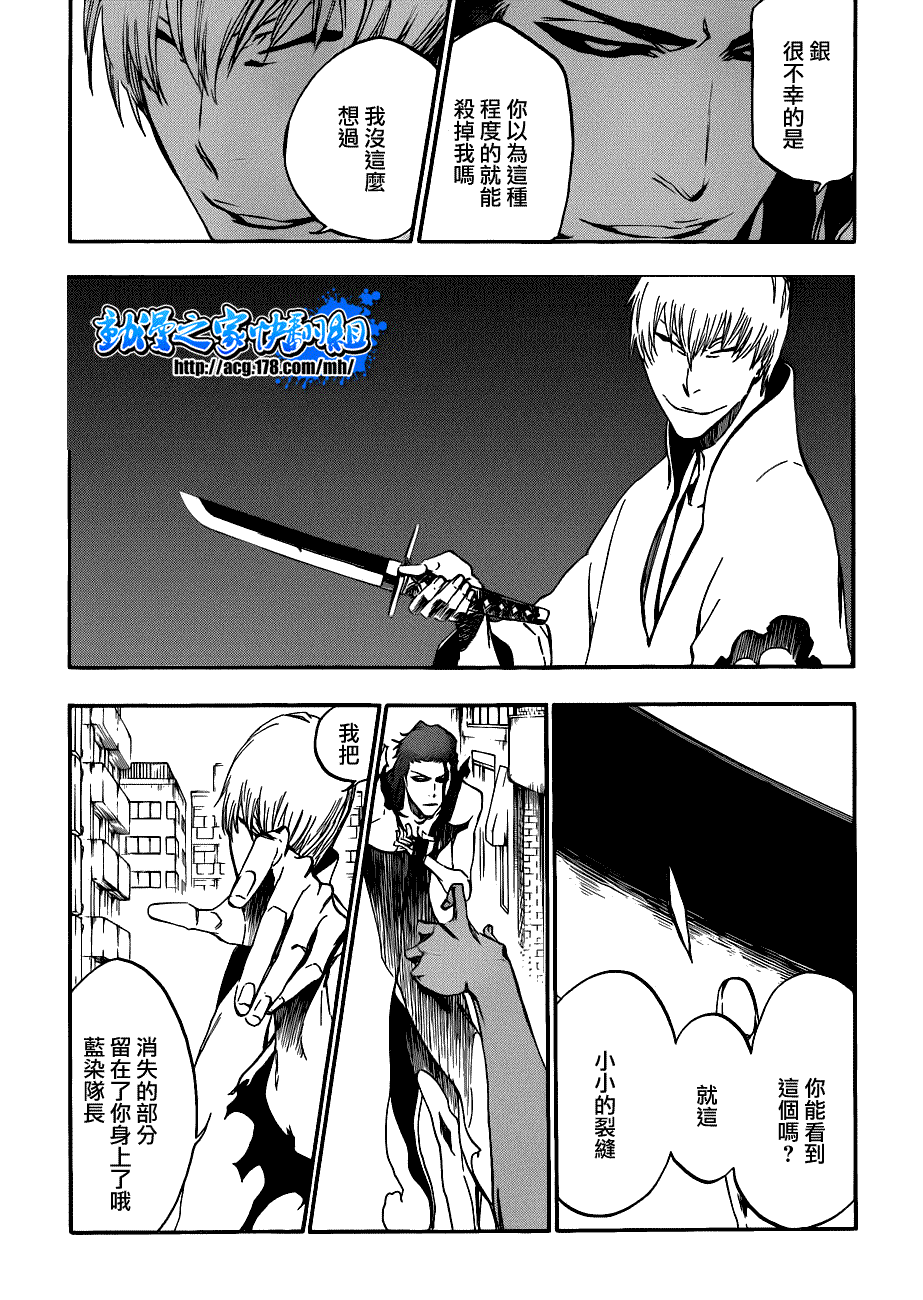 銀
很不幸的是
你以為這種
程度的就能
殺掉我嗎
我沒這麼
想過
動漫之家汉化組
http://acg.178.com/mh/
你能看到
這個嗎?
就這
小小的裂縫
我把
消失的部分
留在了你身上了哦
藍染隊長